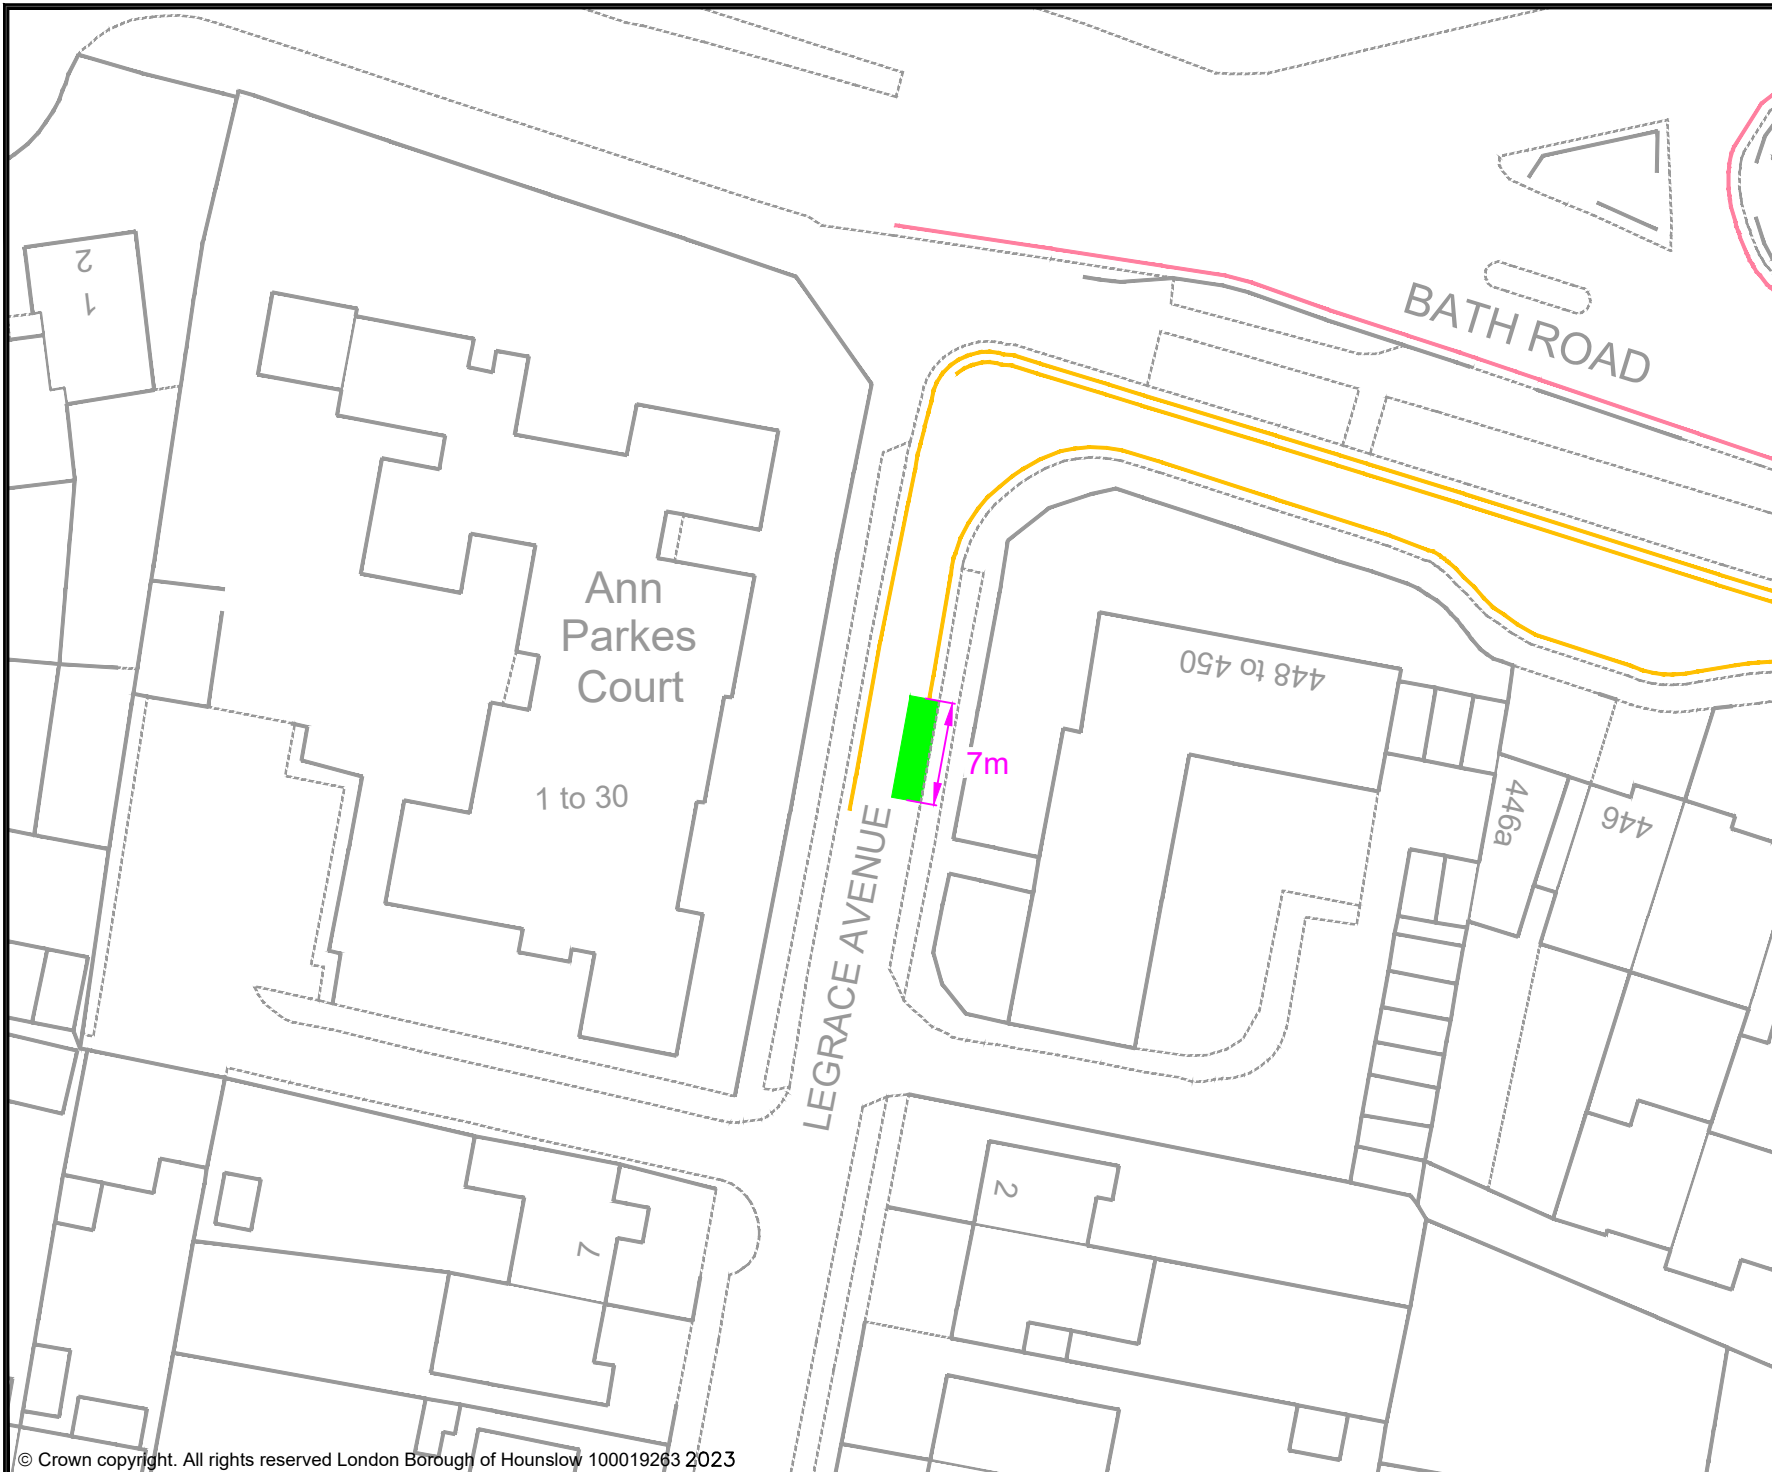 2
1
BATH ROAD
Ann
Parkes
Court
448 to 450
7m
1 to 30
446a
446
LEGRACE AVENUE
2
7
© Crown copyright. All rights reserved London Borough of Hounslow 100019263 2023